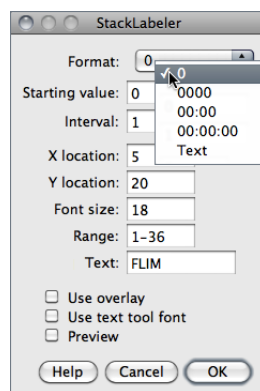 StackLabeler
Format: 0
✓ 0
0000
00:00
00:00:00
Text
Starting value: 0
Interval: 1
X location: 5
Y location: 20
Font size: 18
Range: 1-36
Text: FLIM
Use overlay
Use text tool font
Preview
Help Cancel OK